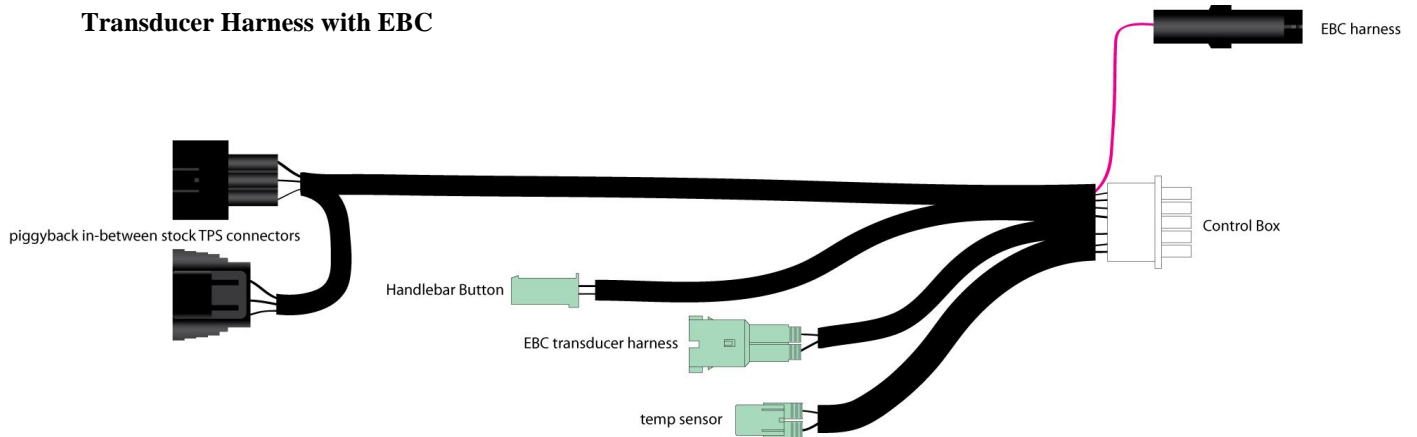 Transducer Harness with EBC
EBC harness
piggyback in-between stock TPS connectors
Control Box
Handlebar Button
EBC transducer harness
temp sensor